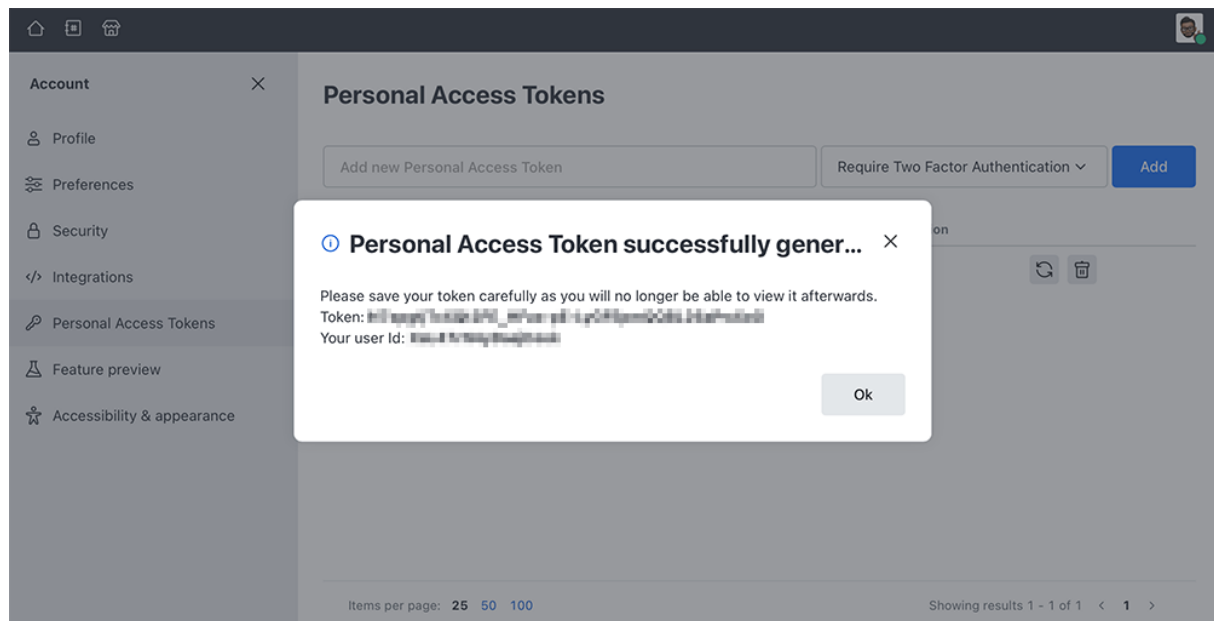 Account
Personal Access Tokens
Profile
Add new Personal Access Token
Require Two Factor Authentication
Add
Preferences
Security
on
Personal Access Token successfully gener...
Integrations
Please save your token carefully as you will no longer be able to view it afterwards.
Personal Access Tokens
Token:
Your user Id:
Feature preview
Ok
Accessibility & appearance
Items per page: 25 50 100
Showing results 1 - 1 of 1 < 1 >